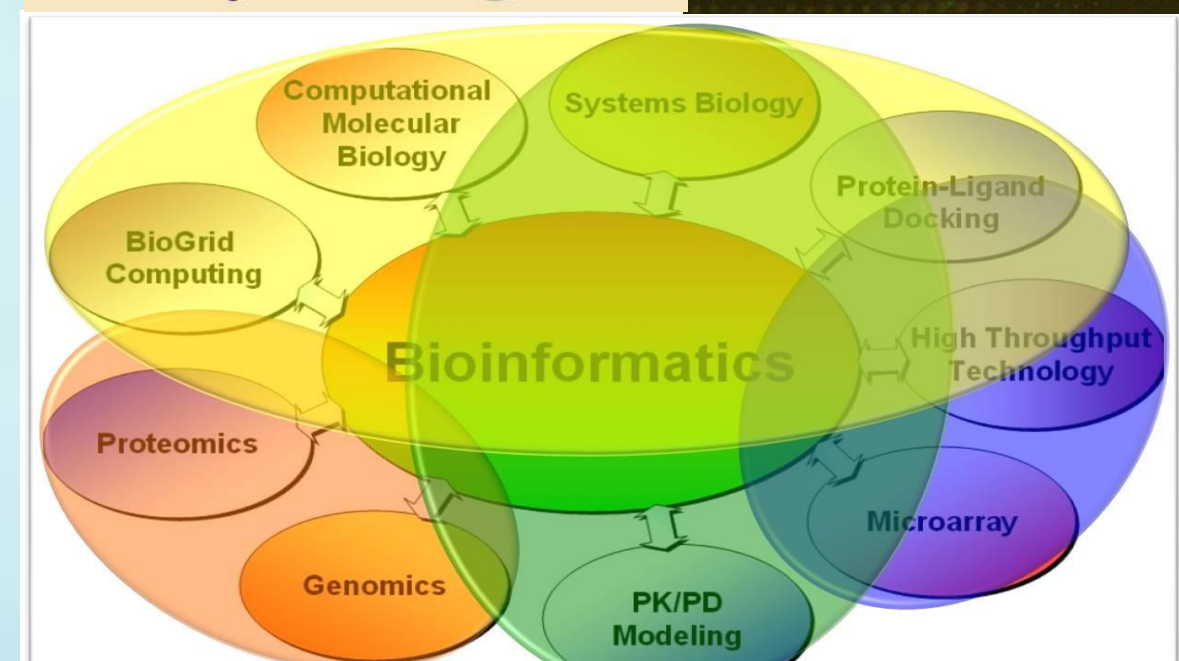 Computational
Molecular
Biology
Systems Biology
Protein-Ligand
Docking
BioGrid
Computing
Bioinformatics
High Throughput
Technology
Proteomics
Microarray
Genomics
PK/PD
Modeling